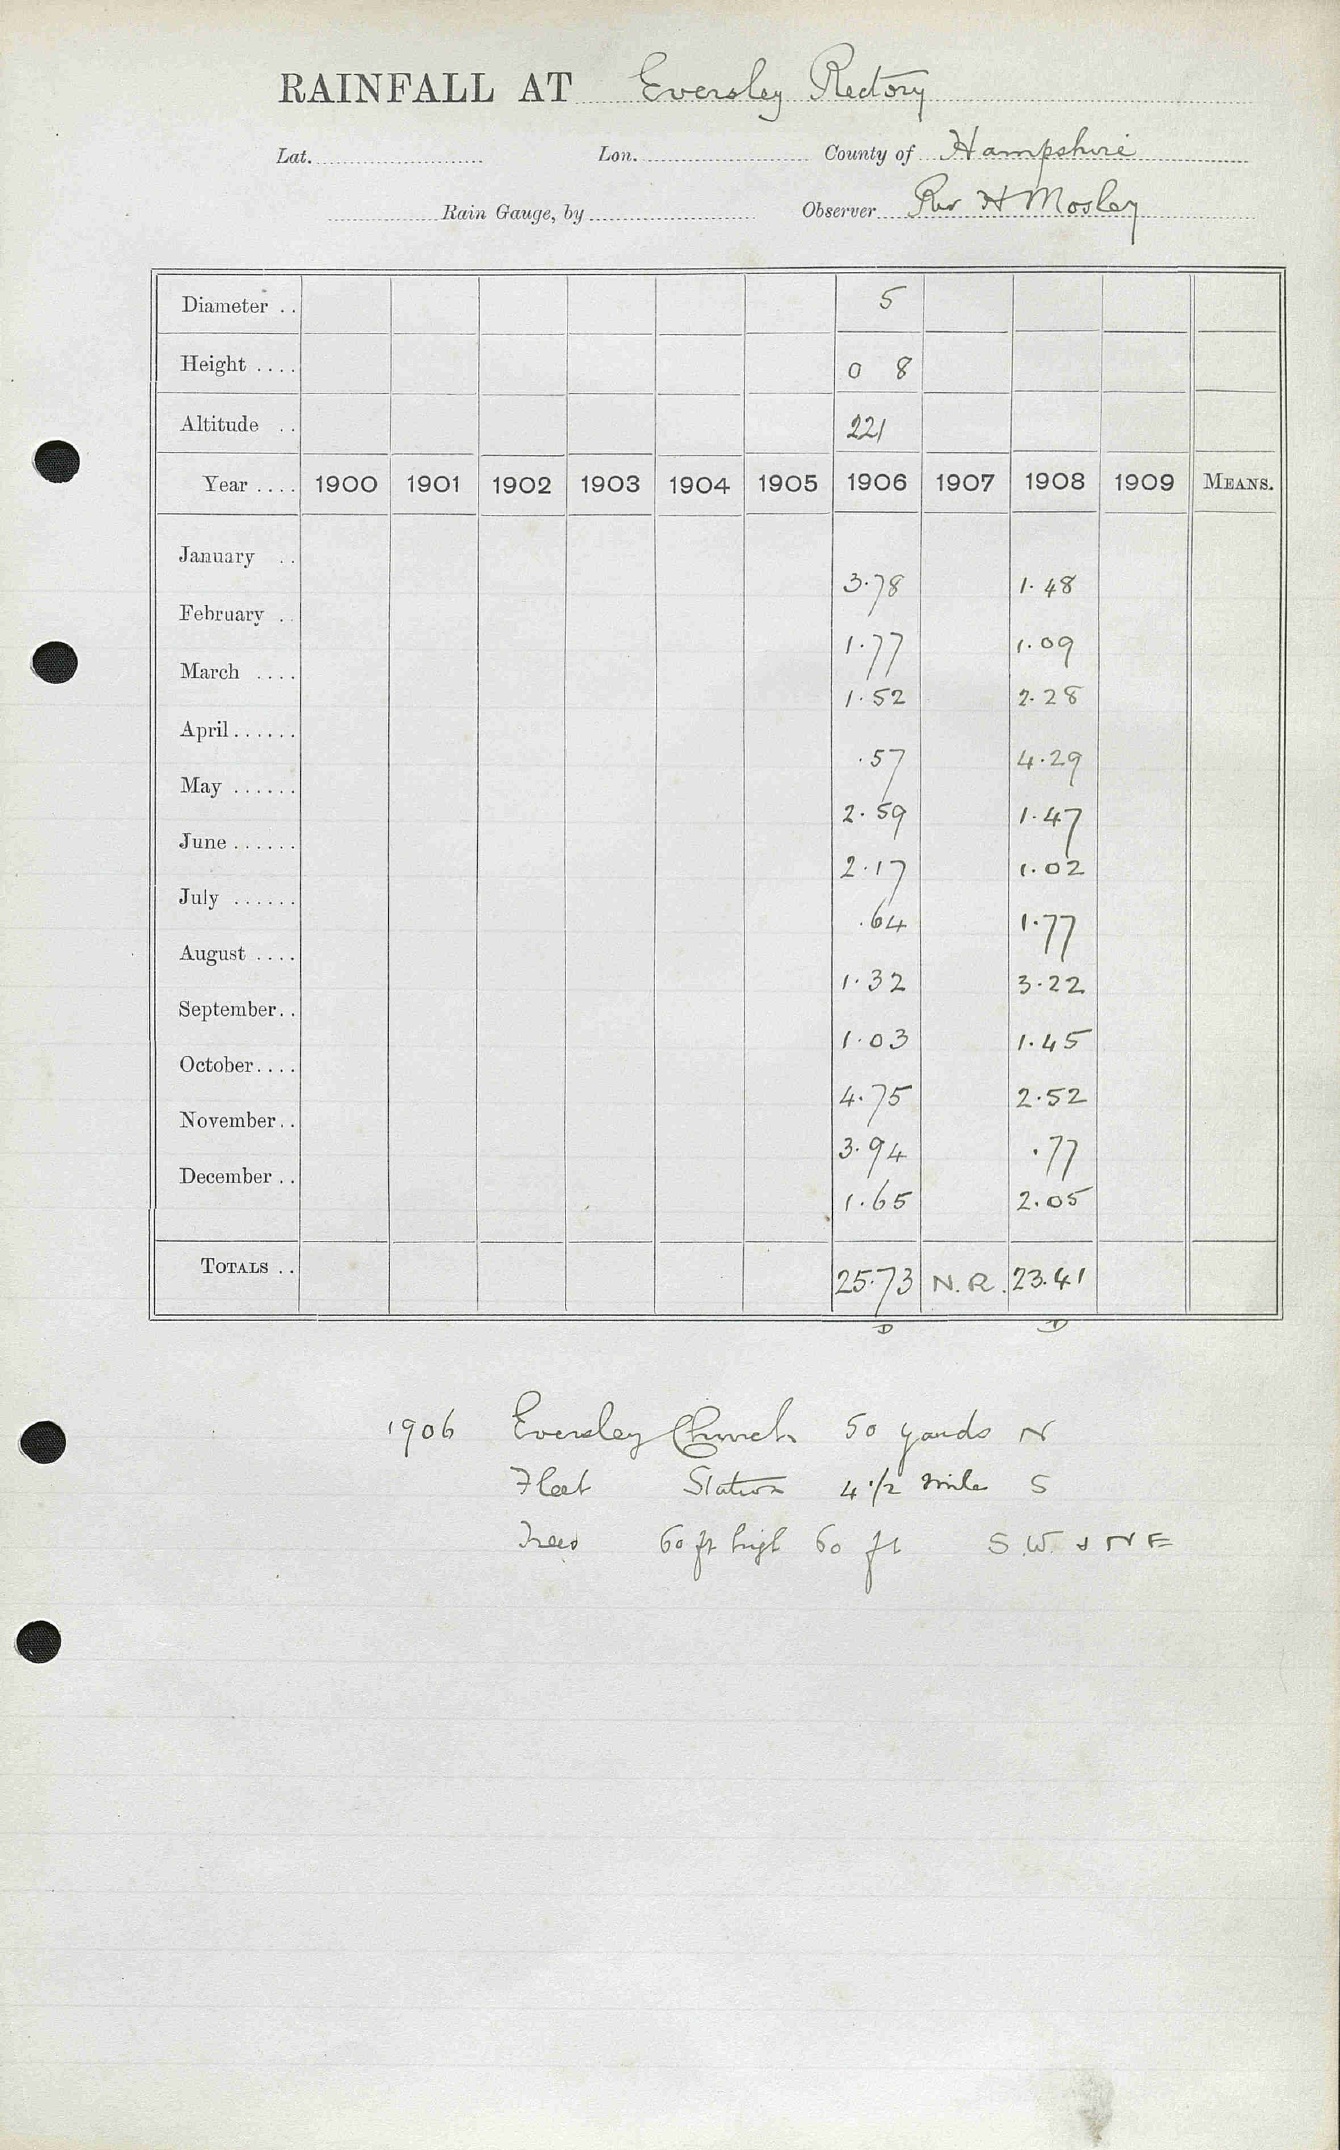 RAINFALL AT Eversley Rectory
Lat. Lon. County of Hampshire
Rain Gauge, by Observer Rev H Mosley
Diameter .. 5
Height .... 0 8
Altitude .. 221
Year .... 1900 1901 1902 1903 1904 1905 1906 1907 1908 1909 MEANS.
January .. 3.78 1.48
February .. 1.77 1.09
March .... 1.52 2.28
April ...... .57 4.29
May ...... 2.59 1.47
June ...... 2.17 1.02
July ...... .64 1.77
August .... 1.32 3.22
September .. 1.03 1.45
October .... 4.75 2.52
November .. 3.94 .77
December .. 1.65 2.05
TOTALS .. 25.73 N.R. 23.41
D D
1906 Eversley Church 50 yards N
Fleet Station 4 1/2 mile S
Trees 60 ft high 60 ft S.W. & N E